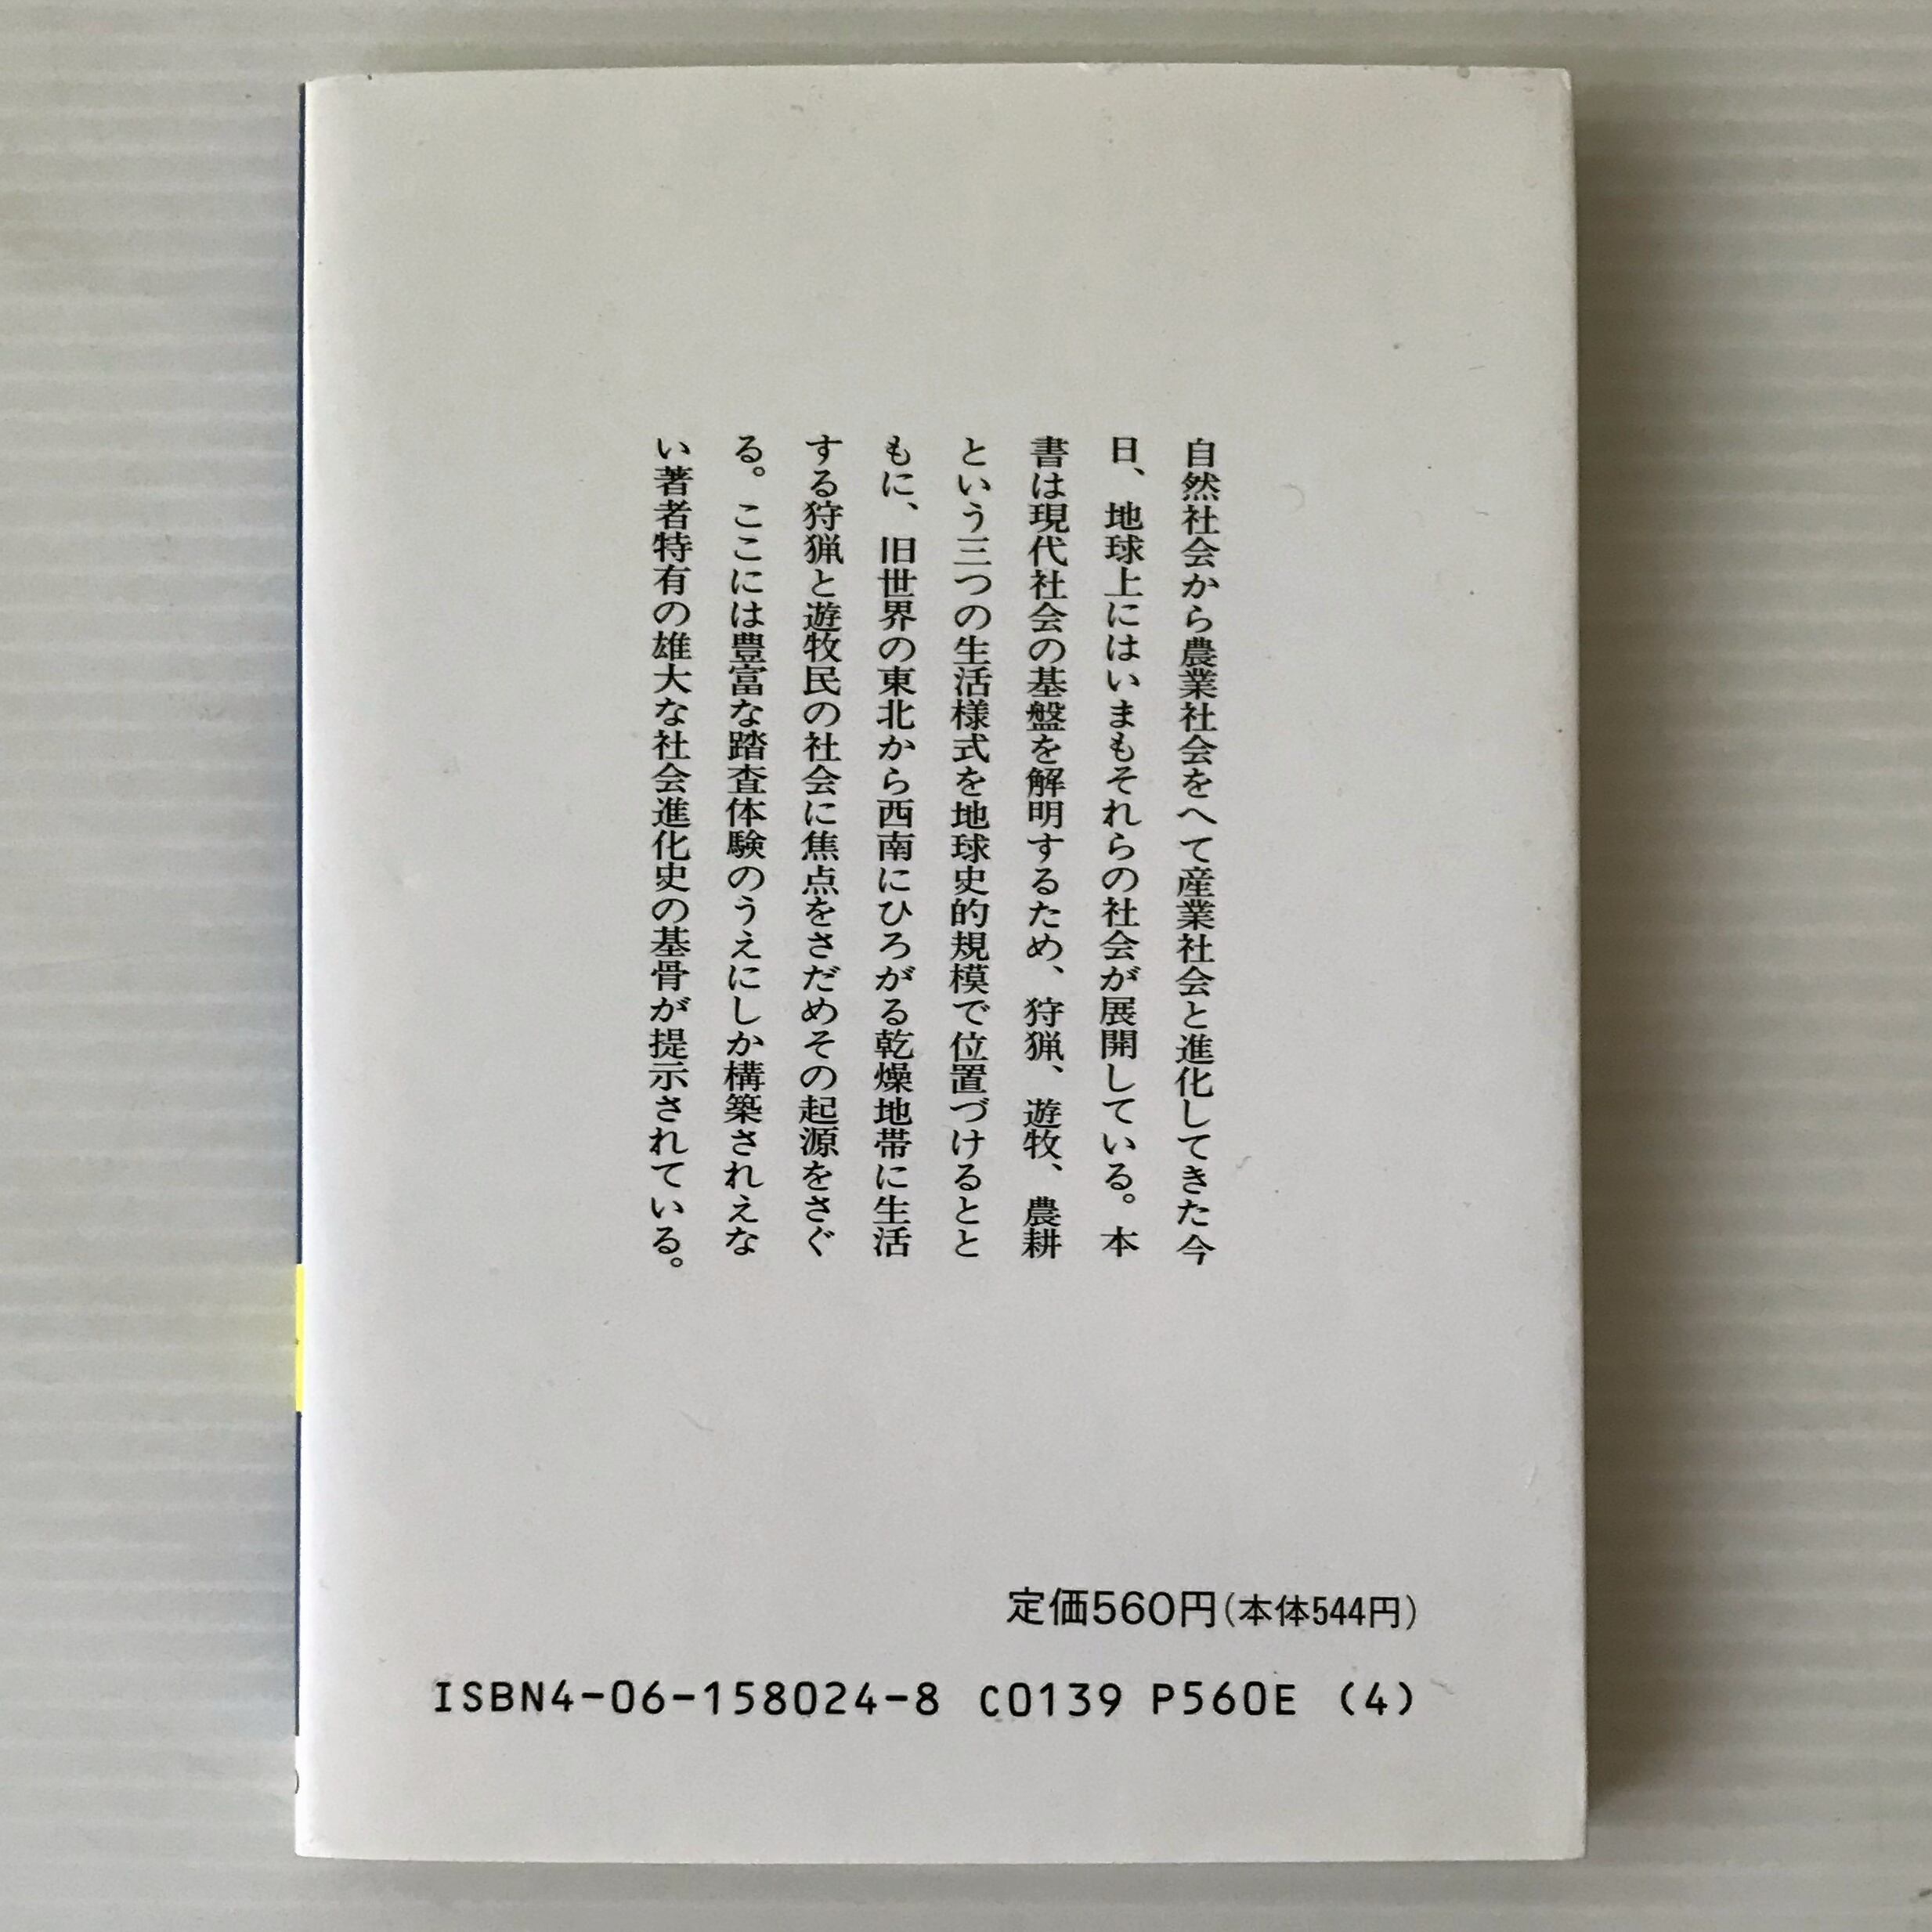 自然社会から農業社会をへて産業社会と進化してきた今
日、地球上にはいまもそれらの社会が展開している。本
書は現代社会の基盤を解明するため、狩猟、遊牧、農耕
という三つの生活様式を地球史的規模で位置づけるとと
もに、旧世界の東北から西南にひろがる乾燥地帯に生活
する狩猟と遊牧民の社会に焦点をさだめその起源をさぐ
る。ここには豊富な踏査体験のうえにしか構築されえな
い著者特有の雄大な社会進化史の基骨が提示されている。
定価560円(本体544円)
ISBN4-06-158024-8 C0139 P560E (4)